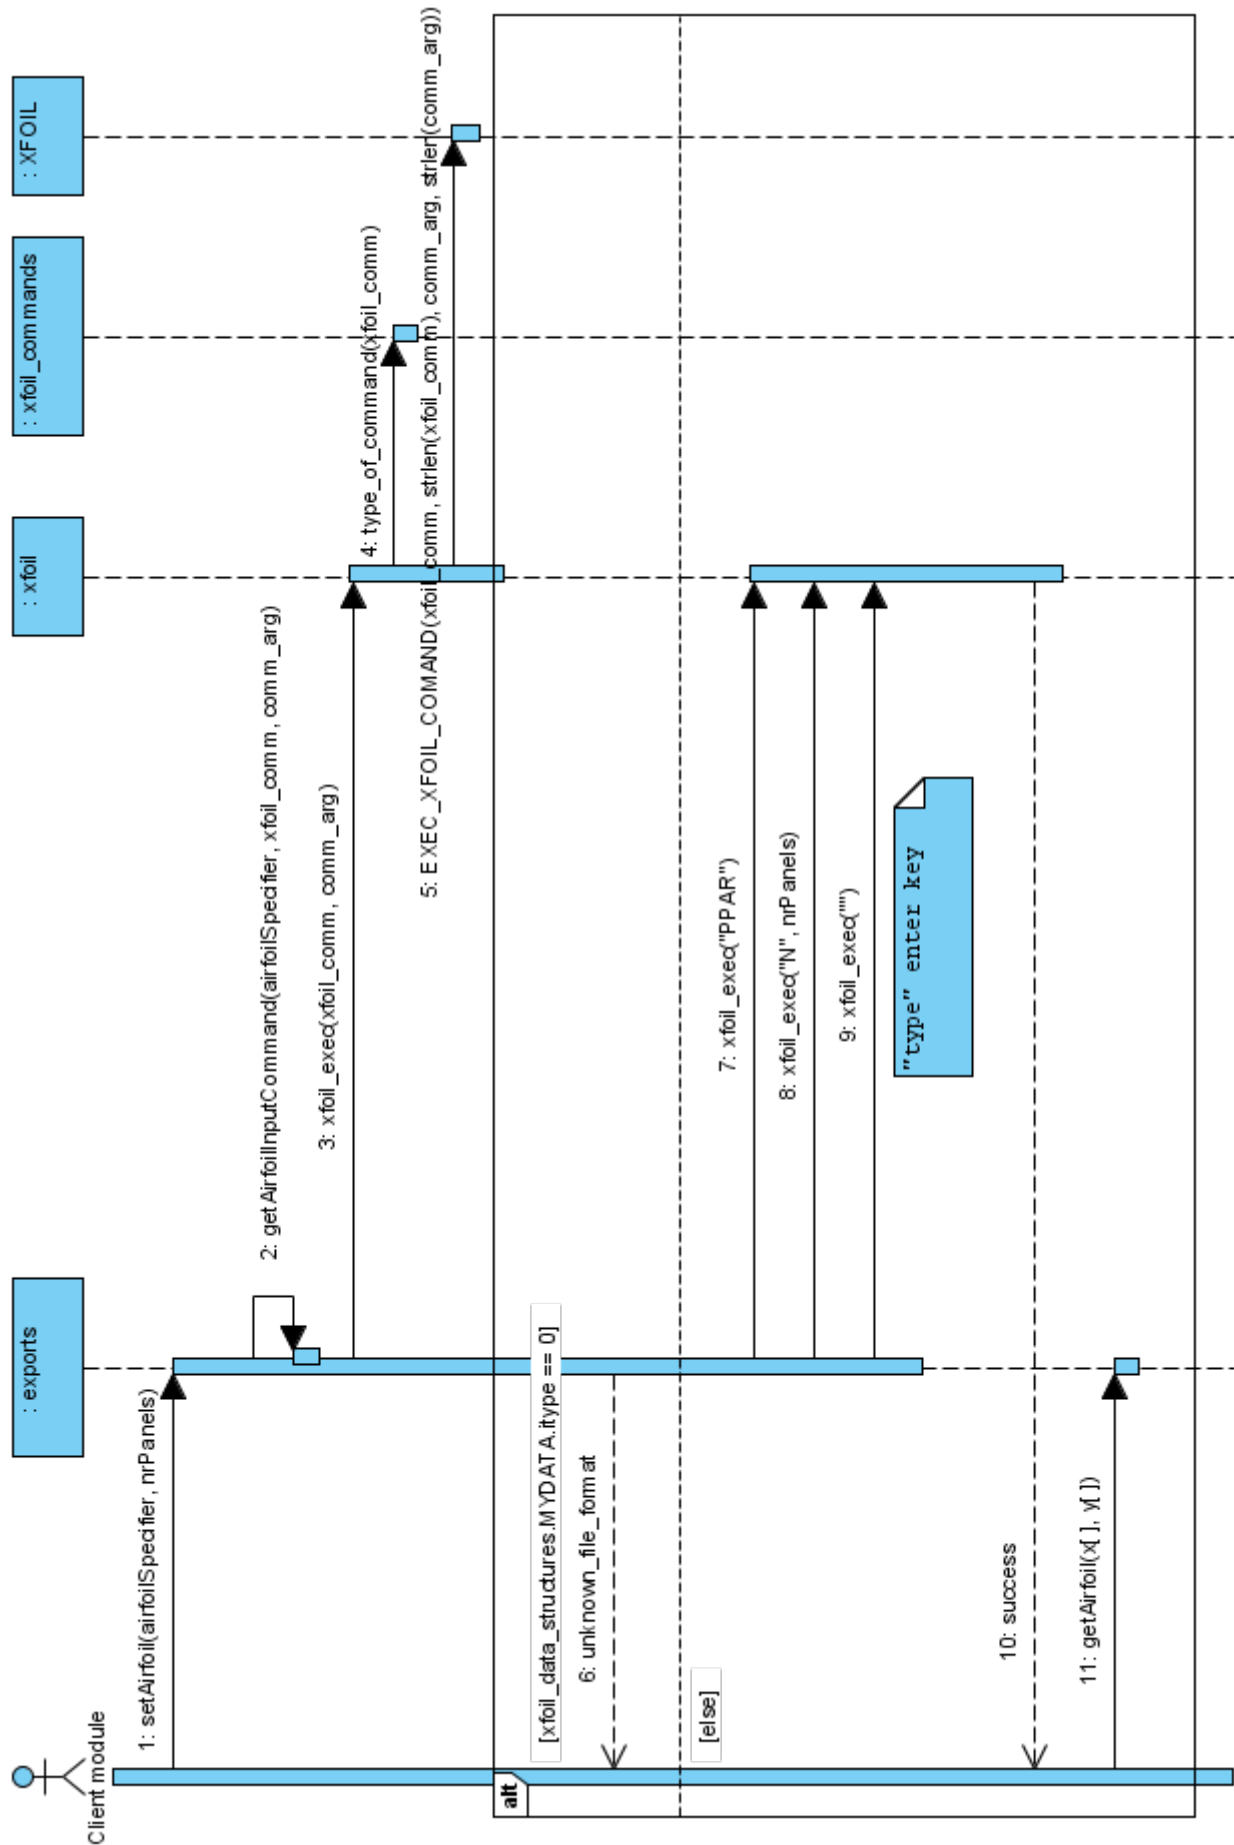 Client module
: exports
: xfoil
: xfoil_commands
: XFOIL
1: setAirfoil(airfoilSpecifier, nrPanels)
2: getAirfoilInputCommand(airfoilSpecifier, xfoil_comm, comm_arg)
3: xfoil_exec(xfoil_comm, comm_arg)
4: type_of_command(xfoil_comm)
5: EXEC_XFOIL_COMAND(xfoil_comm, strlen(xfoil_comm), comm_arg, strlen(comm_arg))
alt
[xfoil_data_structures.MYDATA.itype == 0]
6: unknown_file_format
[else]
7: xfoil_exec("PPAR")
8: xfoil_exec("N", nrPanels)
9: xfoil_exec("")
"type" enter key
10: success
11: getAirfoil(x[ ], y[ ])